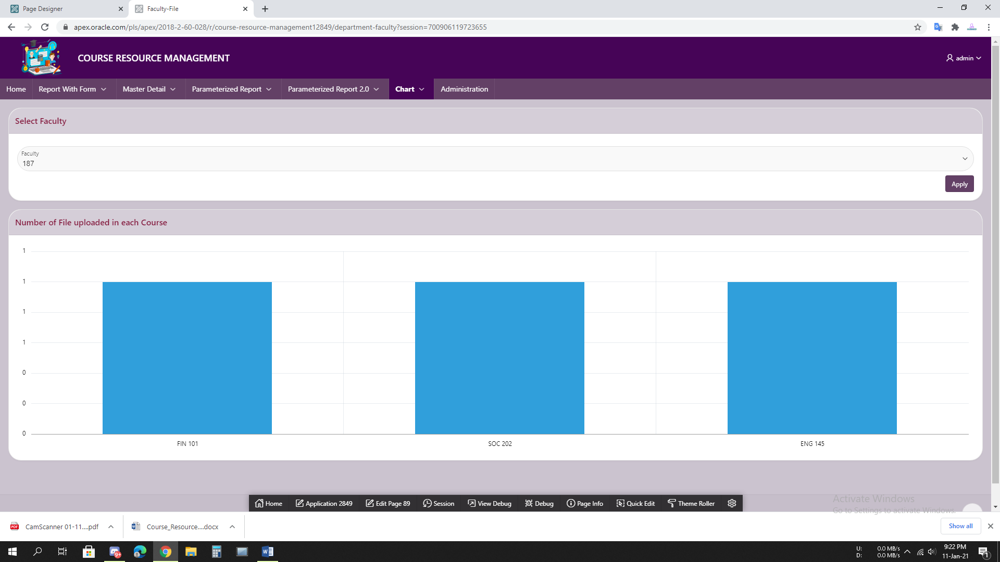 Page Designer
Faculty-File
apex.oracle.com/pls/apex/2018-2-60-028/r/course-resource-management12849/department-faculty?session=700906119723655
COURSE RESOURCE MANAGEMENT
admin
Home Report With Form Master Detail Parameterized Report Parameterized Report 2.0 Chart Administration
Select Faculty
Faculty
187
Apply
Number of File uploaded in each Course
1
1
1
1
0
0
0
FIN 101 SOC 202 ENG 145
Activate Windows
Go to Settings to activate Windows.
Home Application 2849 Edit Page 89 Session View Debug Debug Page Info Quick Edit Theme Roller
PDF CamScanner 01-11....pdf
Course_Resource....docx
Show all
9+
U: 0.0 MB/s
D: 0.0 MB/s
9:22 PM
11-Jan-21
1